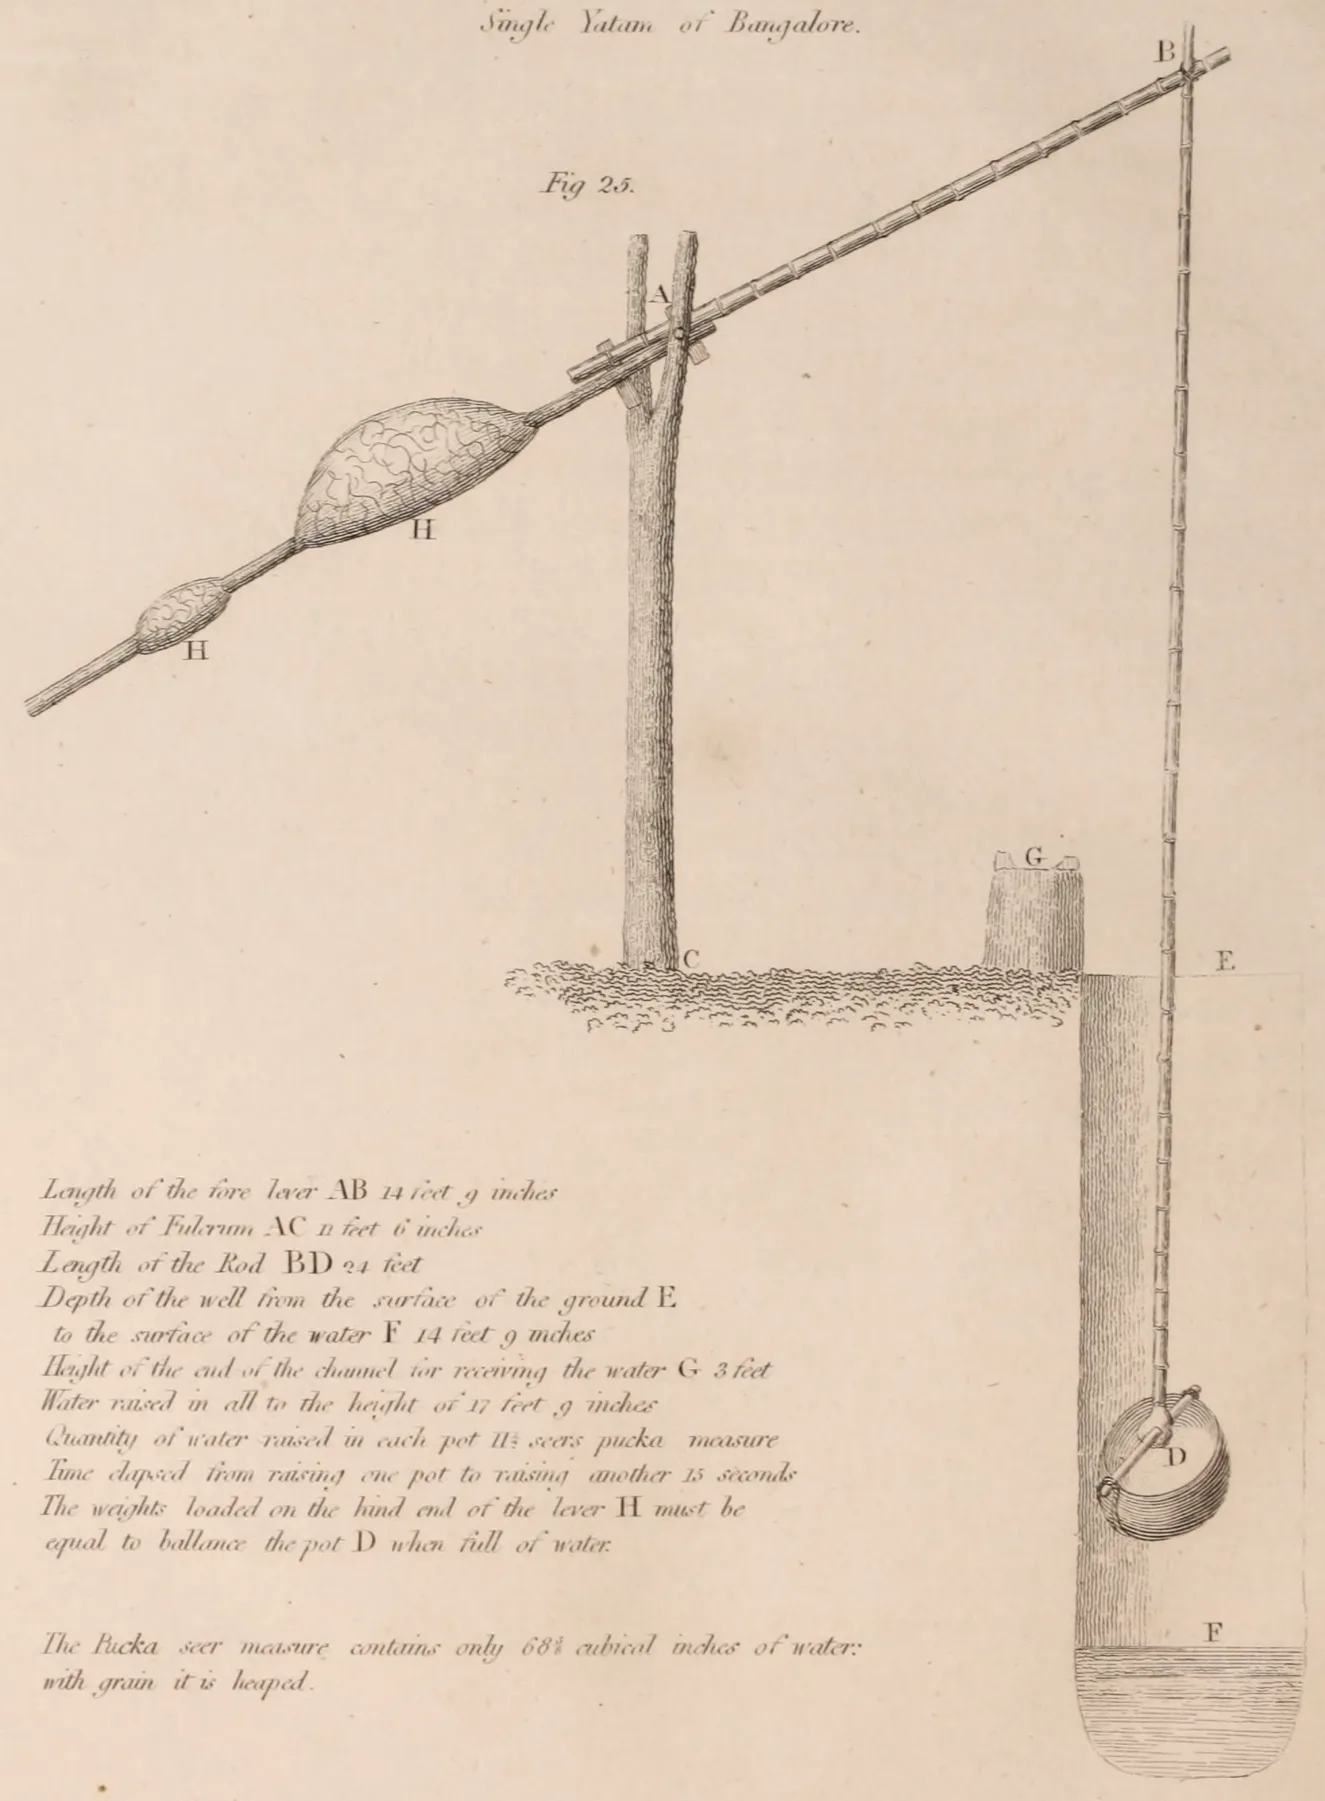 Single Yatam of Bangalore.
B
Fig 25.
A
H
H
G
C
E
Length of the fore lever AB 14 feet 9 inches
Height of Fulcrum AC 11 feet 6 inches
Length of the Rod BD 24 feet
Depth of the well from the surface of the ground E
to the surface of the water F 14 feet 9 inches
Height of the end of the channel for receiving the water G 3 feet
Water raised in all to the height of 17 feet 9 inches
Quantity of water raised in each pot seers pucka measure
Time elapsed from raising one pot to raising another 15 seconds
The weights loaded on the hind end of the lever H must be
equal to ballance the pot D when full of water.
D
F
The Pucka seer measure contains only cubical inches of water:
with grain it is heaped.